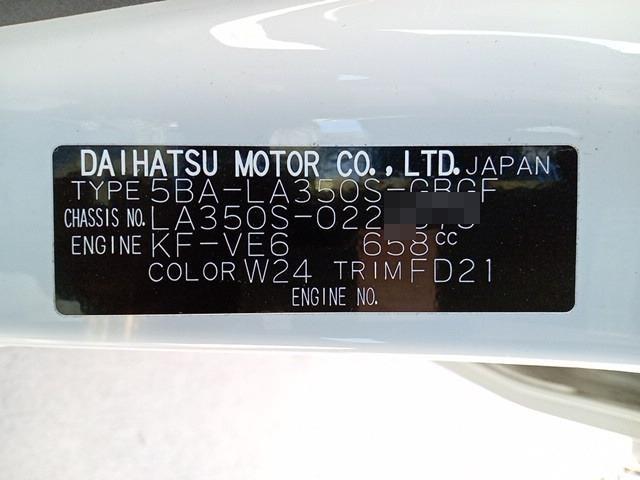 DAIHATSU MOTOR CO., LTD. JAPAN
TYPE 5BA-LA350S-GBGF
CHASSIS NO. LA350S-022
ENGINE KF-VE6 658cc
COLOR W24 TRIM FD21
ENGINE NO.